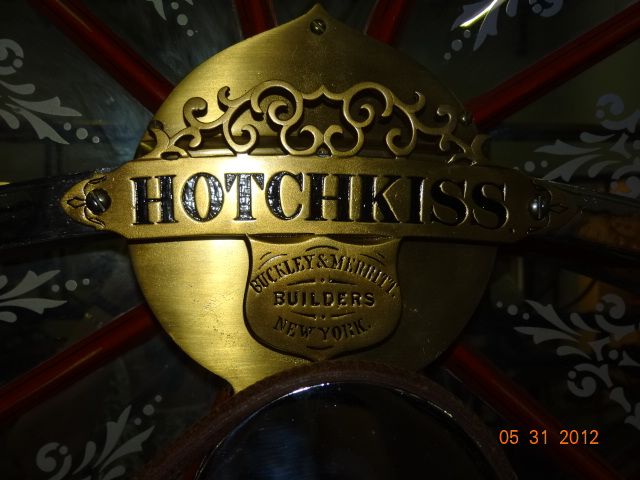 HOTCHKISS
BUCKLEY & MERRITT.
BUILDERS
NEW YORK.
05 31 2012